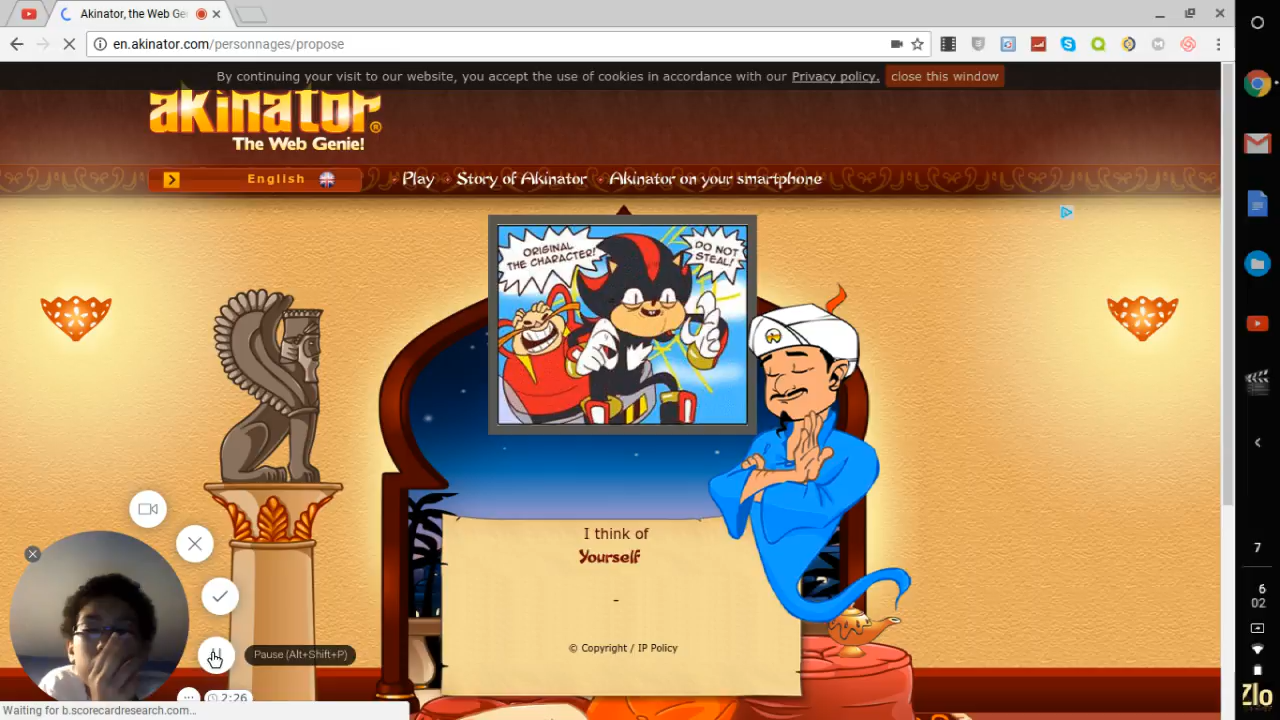 Akinator, the Web Ge
en.akinator.com/personnages/propose
By continuing your visit to our website, you accept the use of cookies in accordance with our Privacy policy. close this window
akinator®
The Web Genie!
English
Play
Story of Akinator
Akinator on your smartphone
ORIGINAL
THE CHARACTER!
DO NOT
STEAL!
I think of
Yourself
-
© Copyright / IP Policy
Pause (Alt+Shift+P)
2:26
Waiting for b.scorecardresearch.com...
7
6
02
Zlo